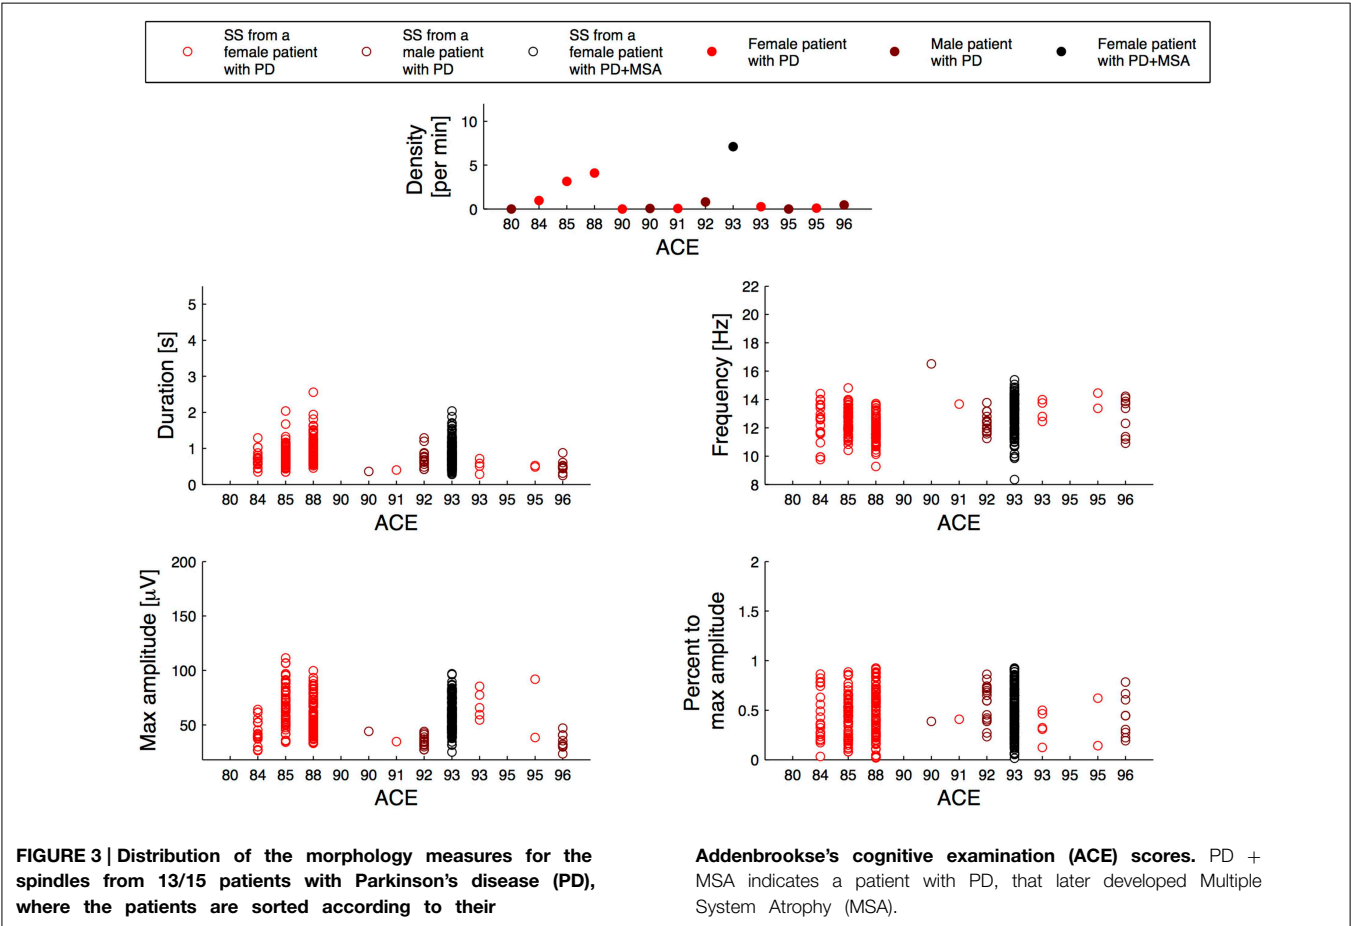 SS from a
female patient
with PD
SS from a
male patient
with PD
SS from a
female patient
with PD+MSA
Female patient
with PD
Male patient
with PD
Female patient
with PD+MSA
Density
[per min]
10
5
0
80 84 85 88 90 90 91 92 93 93 95 95 96
ACE
Duration [s]
5
4
3
2
1
0
80 84 85 88 90 90 91 92 93 93 95 95 96
ACE
Frequency [Hz]
22
20
18
16
14
12
10
8
80 84 85 88 90 90 91 92 93 93 95 95 96
ACE
Max amplitude [μV]
200
150
100
50
80 84 85 88 90 90 91 92 93 93 95 95 96
ACE
Percent to
max amplitude
2
1.5
1
0.5
0
80 84 85 88 90 90 91 92 93 93 95 95 96
ACE
FIGURE 3 | Distribution of the morphology measures for the
spindles from 13/15 patients with Parkinson's disease (PD),
where the patients are sorted according to their
Addenbrookse's cognitive examination (ACE) scores. PD +
MSA indicates a patient with PD, that later developed Multiple
System Atrophy (MSA).